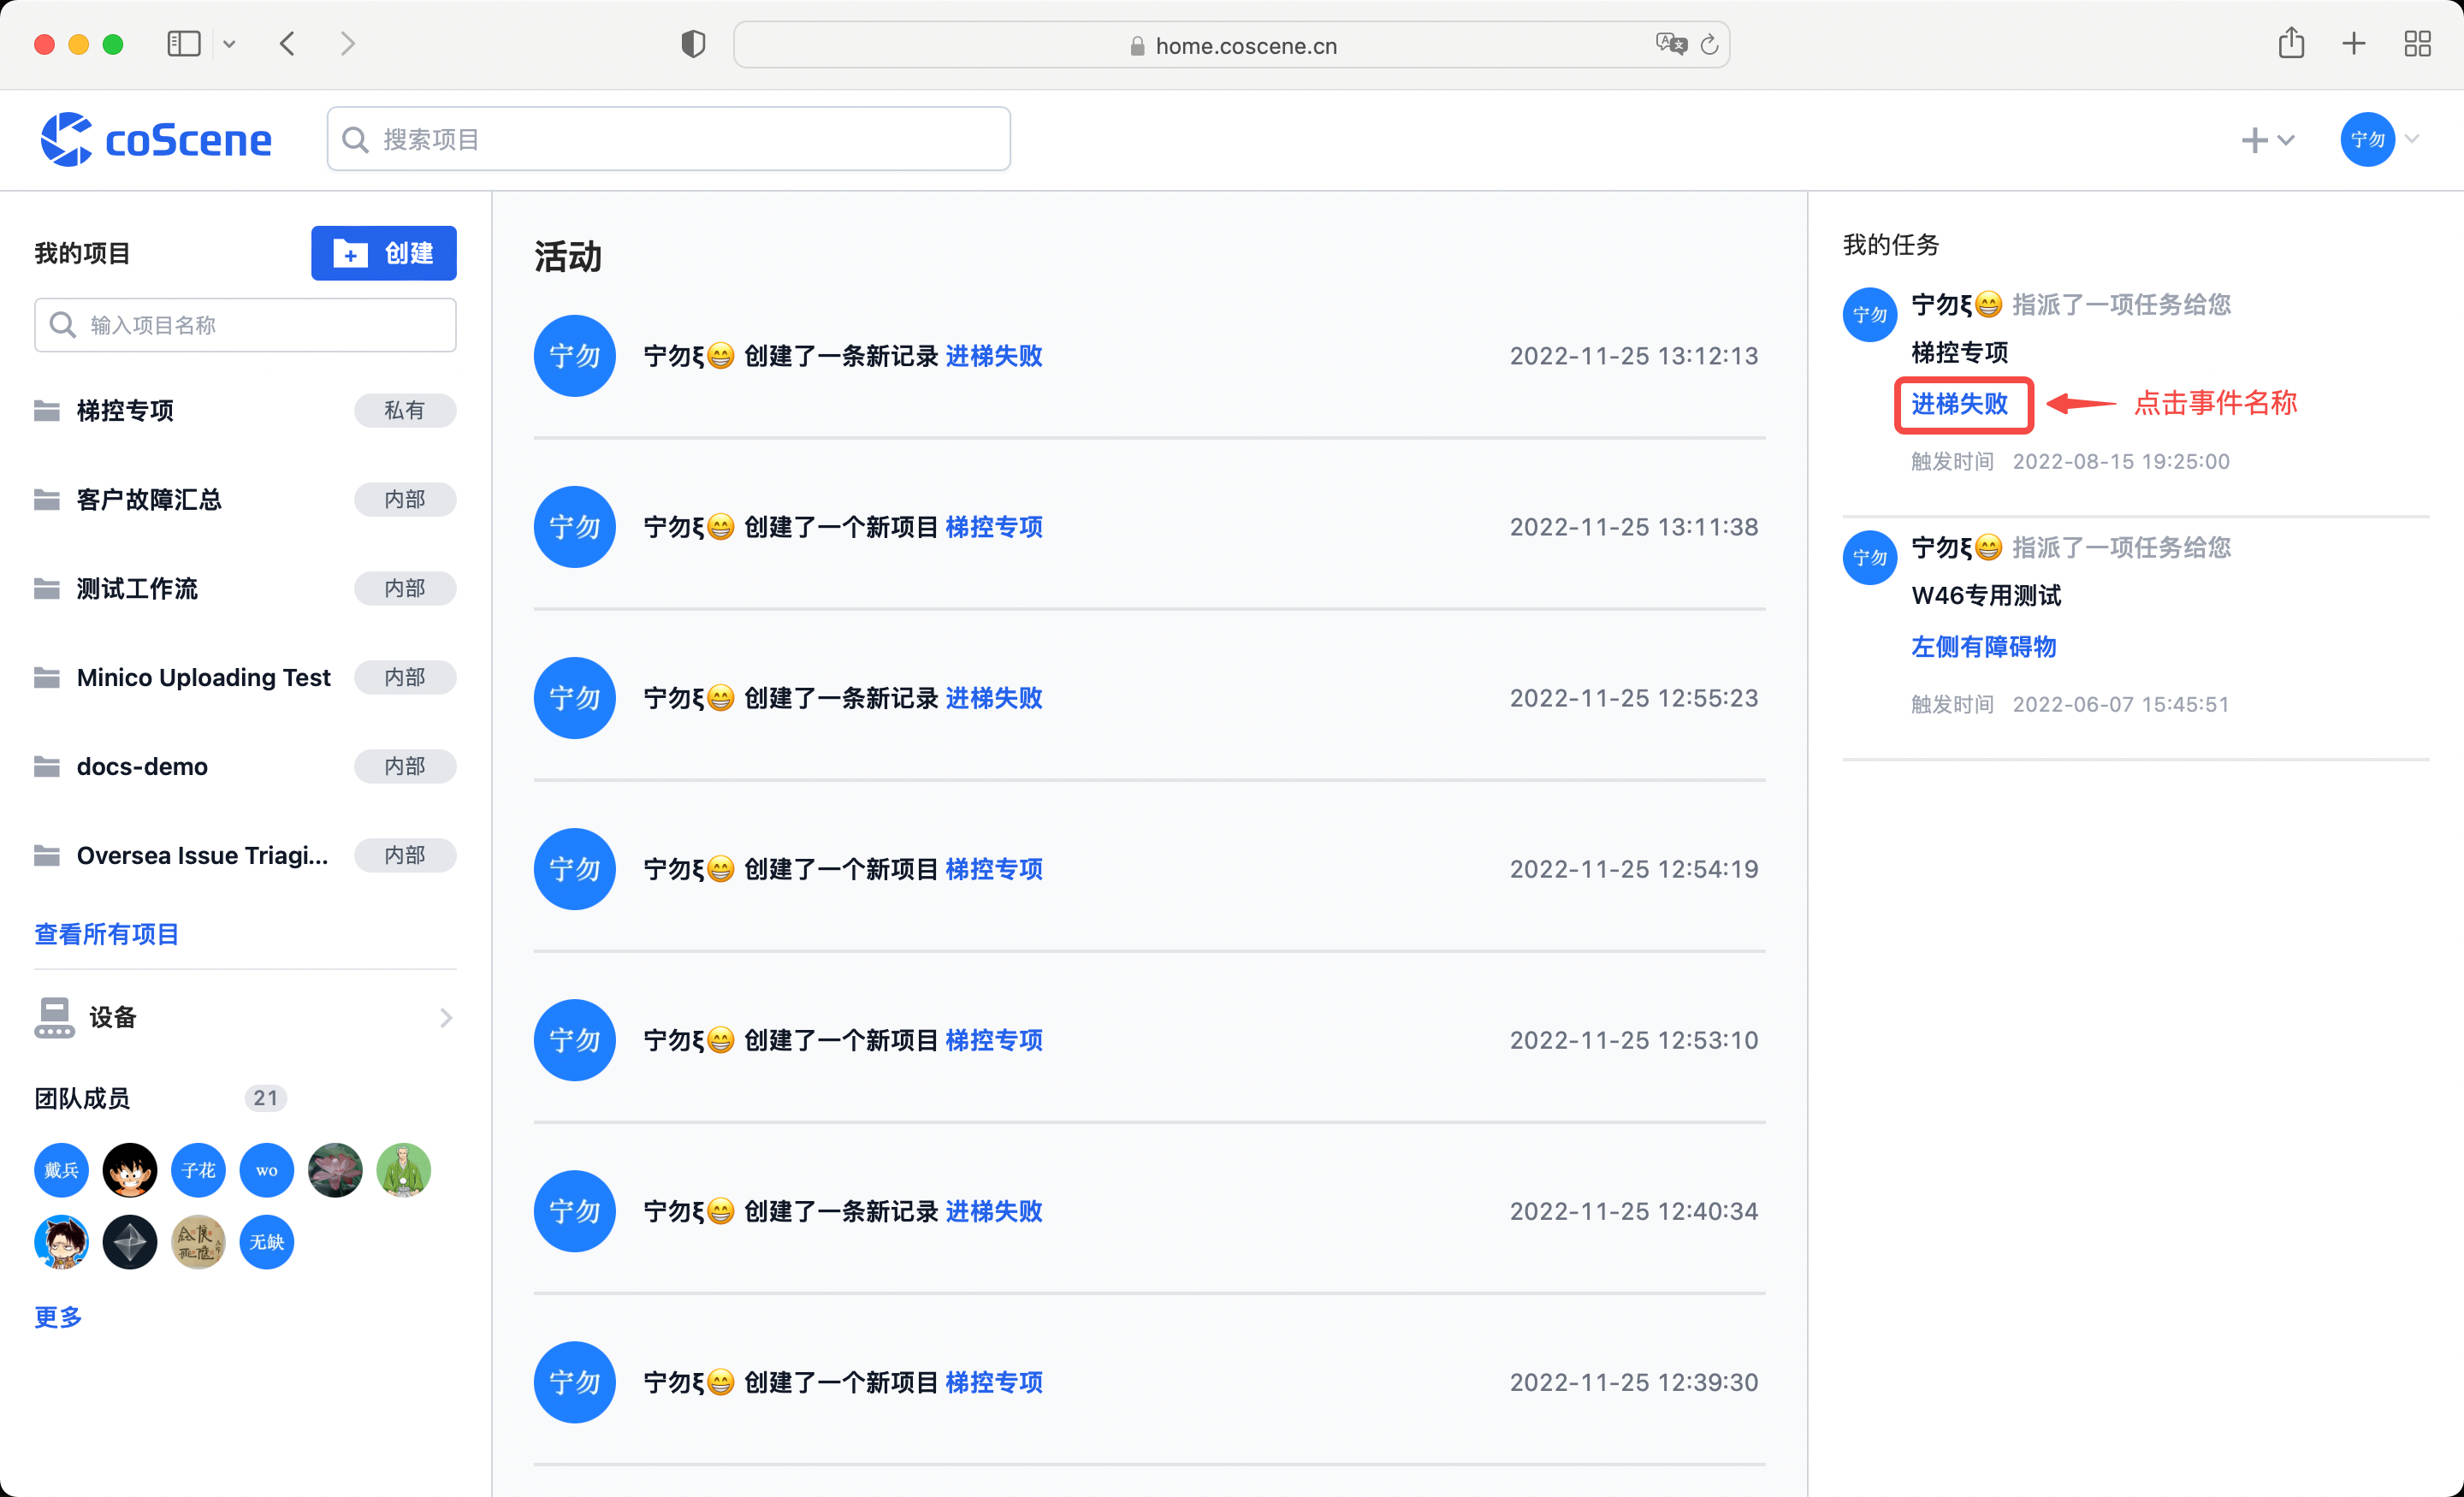 home.coscene.cn
coScene
搜索项目
宁勿
我的项目
创建
输入项目名称
梯控专项 私有
客户故障汇总 内部
测试工作流 内部
Minico Uploading Test 内部
docs-demo 内部
Oversea Issue Triagi... 内部
查看所有项目
设备
团队成员 21
戴兵 子花 wo
无缺
更多
活动
宁勿 宁勿ξ😁 创建了一条新记录 进梯失败 2022-11-25 13:12:13
宁勿 宁勿ξ😁 创建了一个新项目 梯控专项 2022-11-25 13:11:38
宁勿 宁勿ξ😁 创建了一条新记录 进梯失败 2022-11-25 12:55:23
宁勿 宁勿ξ😁 创建了一个新项目 梯控专项 2022-11-25 12:54:19
宁勿 宁勿ξ😁 创建了一个新项目 梯控专项 2022-11-25 12:53:10
宁勿 宁勿ξ😁 创建了一条新记录 进梯失败 2022-11-25 12:40:34
宁勿 宁勿ξ😁 创建了一个新项目 梯控专项 2022-11-25 12:39:30
我的任务
宁勿 宁勿ξ😁 指派了一项任务给您
梯控专项
进梯失败 点击事件名称
触发时间 2022-08-15 19:25:00
宁勿 宁勿ξ😁 指派了一项任务给您
W46专用测试
左侧有障碍物
触发时间 2022-06-07 15:45:51